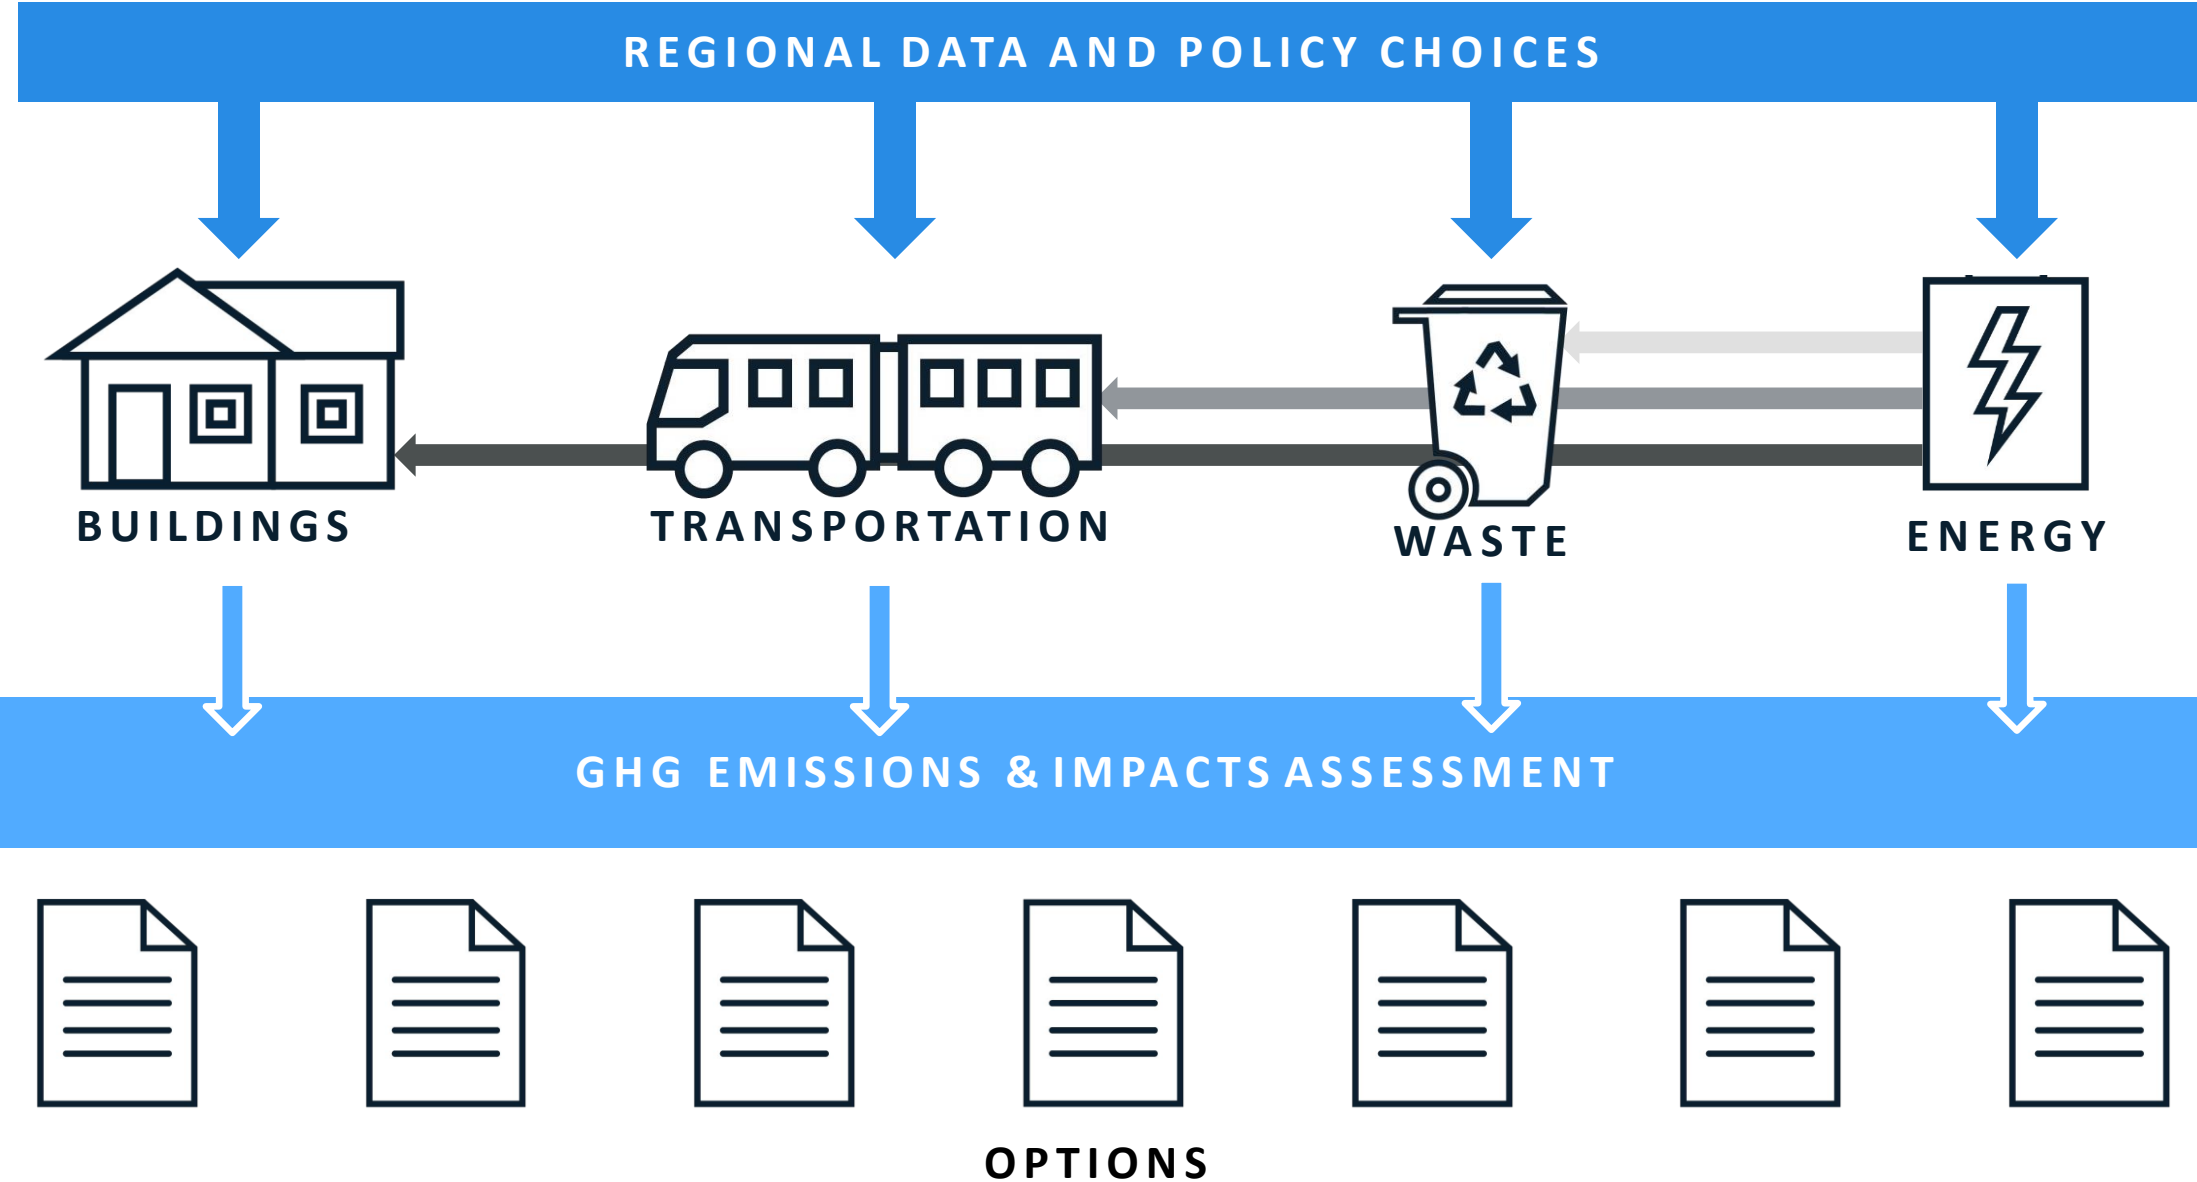 REGIONAL DATA AND POLICY CHOICES
BUILDINGS
TRANSPORTATION
WASTE
ENERGY
GHG EMISSIONS & IMPACTS ASSESSMENT
OPTIONS